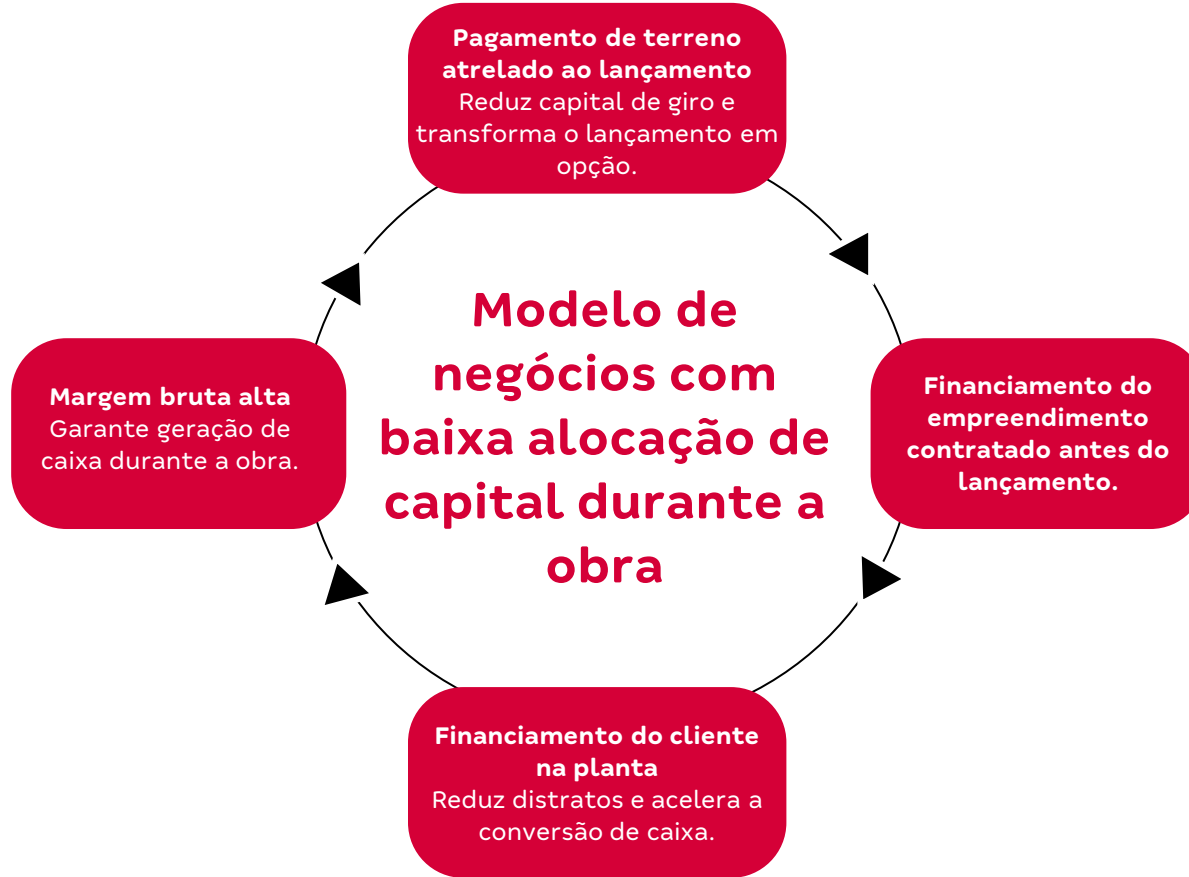 Pagamento de terreno
atrelado ao lançamento
Reduz capital de giro e
transforma o lançamento em
opção.
Modelo de
negócios com
baixa alocação de
capital durante a
obra
Margem bruta alta
Garante geração de
caixa durante a obra.
Financiamento do
empreendimento
contratado antes do
lançamento.
Financiamento do cliente
na planta
Reduz distratos e acelera a
conversão de caixa.